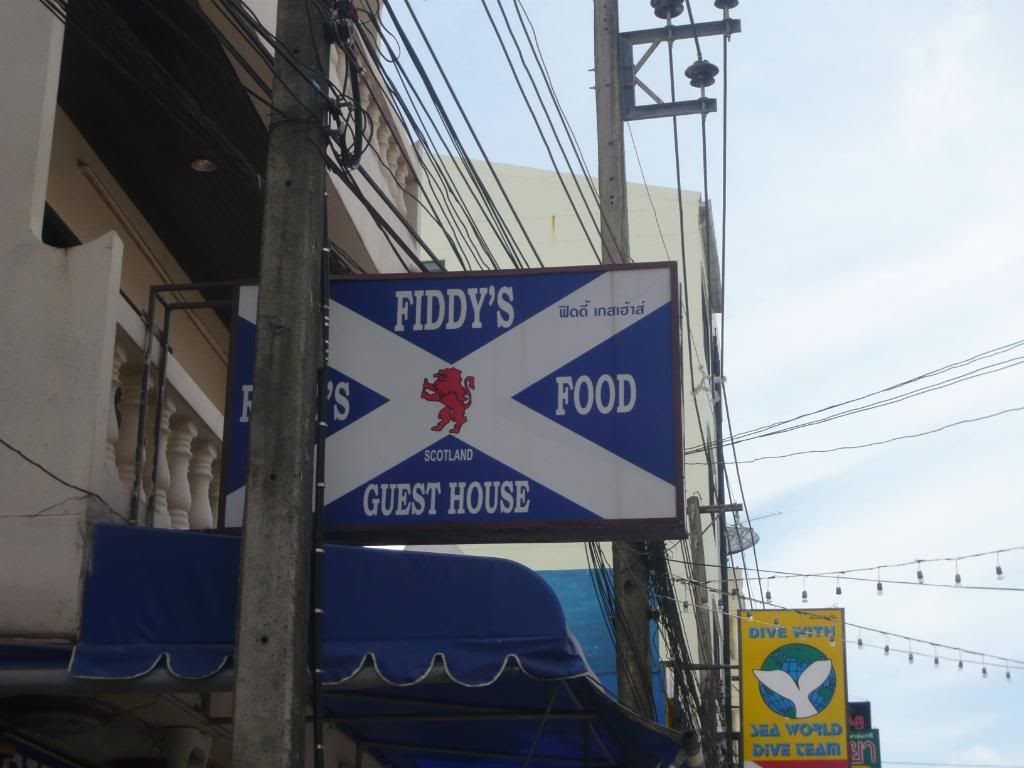 FIDDY'S
ฟิดดี้ เกสเฮ้าส์
FOOD
SCOTLAND
GUEST HOUSE
DIVE WITH
SEA WORLD
DIVE TEAM